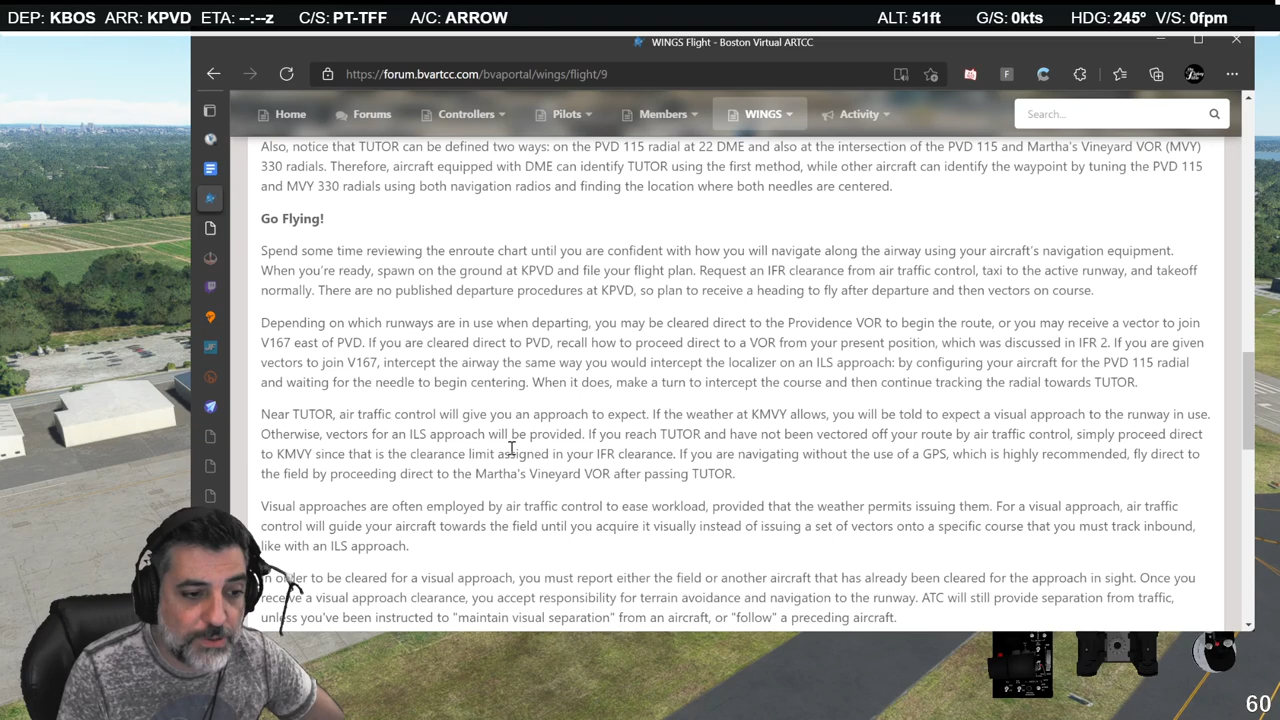 DEP: KBOS ARR: KPVD ETA: --:--z C/S: PT-TFF A/C: ARROW ALT: 51ft G/S: 0kts HDG: 245° V/S: 0fpm
WINGS Flight - Boston Virtual ARTCC
https://forum.bvartcc.com/bvaportal/wings/flight/9
Home Forums Controllers Pilots Members WINGS Activity Search...
Also, notice that TUTOR can be defined two ways: on the PVD 115 radial at 22 DME and also at the intersection of the PVD 115 and Martha's Vineyard VOR (MVY)
330 radials. Therefore, aircraft equipped with DME can identify TUTOR using the first method, while other aircraft can identify the waypoint by tuning the PVD 115
and MVY 330 radials using both navigation radios and finding the location where both needles are centered.
Go Flying!
Spend some time reviewing the enroute chart until you are confident with how you will navigate along the airway using your aircraft's navigation equipment.
When you're ready, spawn on the ground at KPVD and file your flight plan. Request an IFR clearance from air traffic control, taxi to the active runway, and takeoff
normally. There are no published departure procedures at KPVD, so plan to receive a heading to fly after departure and then vectors on course.
Depending on which runways are in use when departing, you may be cleared direct to the Providence VOR to begin the route, or you may receive a vector to join
V167 east of PVD. If you are cleared direct to PVD, recall how to proceed direct to a VOR from your present position, which was discussed in IFR 2. If you are given
vectors to join V167, intercept the airway the same way you would intercept the localizer on an ILS approach: by configuring your aircraft for the PVD 115 radial
and waiting for the needle to begin centering. When it does, make a turn to intercept the course and then continue tracking the radial towards TUTOR.
Near TUTOR, air traffic control will give you an approach to expect. If the weather at KMVY allows, you will be told to expect a visual approach to the runway in use.
Otherwise, vectors for an ILS approach will be provided. If you reach TUTOR and have not been vectored off your route by air traffic control, simply proceed direct
to KMVY since that is the clearance limit assigned in your IFR clearance. If you are navigating without the use of a GPS, which is highly recommended, fly direct to
the field by proceeding direct to the Martha's Vineyard VOR after passing TUTOR.
Visual approaches are often employed by air traffic control to ease workload, provided that the weather permits issuing them. For a visual approach, air traffic
control will guide your aircraft towards the field until you acquire it visually instead of issuing a set of vectors onto a specific course that you must track inbound,
like with an ILS approach.
In order to be cleared for a visual approach, you must report either the field or another aircraft that has already been cleared for the approach in sight. Once you
receive a visual approach clearance, you accept responsibility for terrain avoidance and navigation to the runway. ATC will still provide separation from traffic,
unless you've been instructed to "maintain visual separation" from an aircraft, or "follow" a preceding aircraft.
60